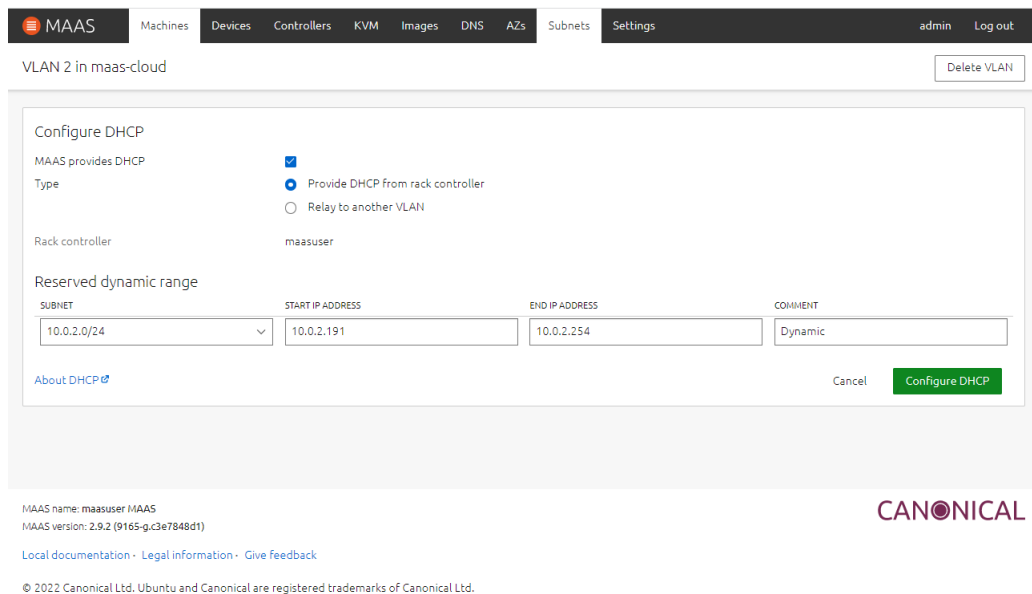 MAAS Machines Devices Controllers KVM Images DNS AZs Subnets Settings admin Log out
VLAN 2 in maas-cloud Delete VLAN
Configure DHCP
MAAS provides DHCP
Type Provide DHCP from rack controller
Relay to another VLAN
Rack controller maasuser
Reserved dynamic range
SUBNET START IP ADDRESS END IP ADDRESS COMMENT
10.0.2.0/24 10.0.2.191 10.0.2.254 Dynamic
About DHCP Cancel Configure DHCP
MAAS name: maasuser MAAS CANONICAL
MAAS version: 2.9.2 (9165-g.c3e7848d1)
Local documentation · Legal information · Give feedback
© 2022 Canonical Ltd. Ubuntu and Canonical are registered trademarks of Canonical Ltd.